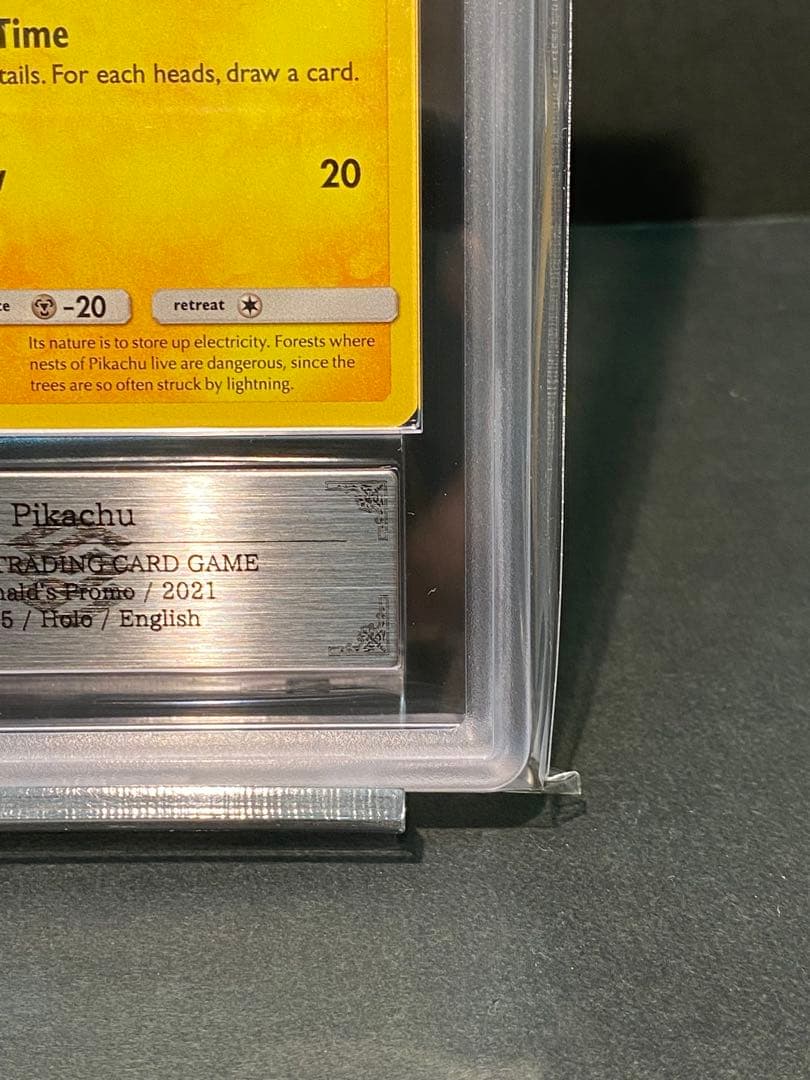 Time
tails. For each heads, draw a card.
20
-20
retreat
Its nature is to store up electricity. Forests where
nests of Pikachu live are dangerous, since the
trees are so often struck by lightning.
Pikachu
TRADING CARD GAME
nald's Promo / 2021
5 / Holo / English